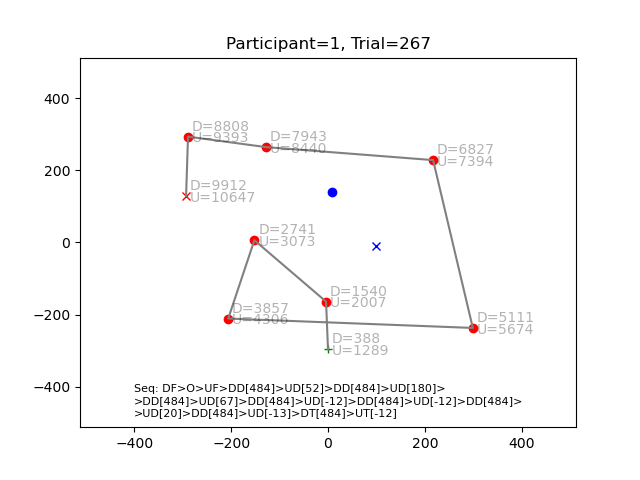 Participant=1, Trial=267
400
200
0
−200
−400
−400
−200
0
200
400
D=8808
U=9393
D=7943
U=8440
D=6827
U=7394
D=9912
U=10647
D=2741
U=3073
D=1540
U=2007
D=3857
U=4306
D=5111
U=5674
D=388
U=1289
Seq: DF>O>UF>DD[484]>UD[52]>DD[484]>UD[180]>
>DD[484]>UD[67]>DD[484]>UD[-12]>DD[484]>UD[-12]>DD[484]>
>UD[20]>DD[484]>UD[-13]>DT[484]>UT[-12]